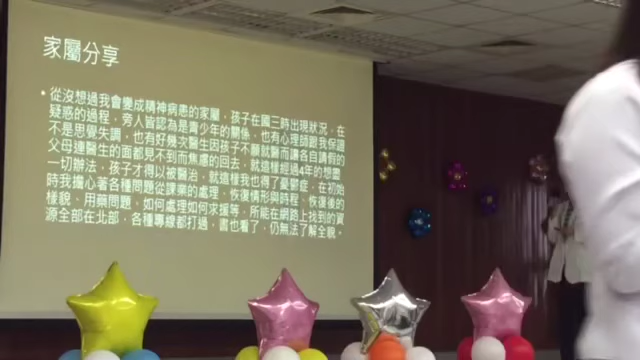 家屬分享
• 從沒想過我會變成精神病患的家屬,孩子在國三時出現狀況,在
疑惑的過程,旁人皆認為是青少年的關係,也有心理師跟我保證
不是思覺失調,也有好幾次醫生因孩子不願就醫而讓各自請假的
父母連醫生的面都見不到而焦慮的回去,就這樣經過4年的想盡
一切辦法,孩子才得以被醫治,就這樣我也得了憂鬱症,在初始
時我擔心著各種問題從課業的處理、恢復情形與時程、恢復後的
樣貌、用藥問題、如何處理如何求援等,所能在網路上找到的資
源全部在北部,各種專線都打過,書也看了,仍無法了解全貌。